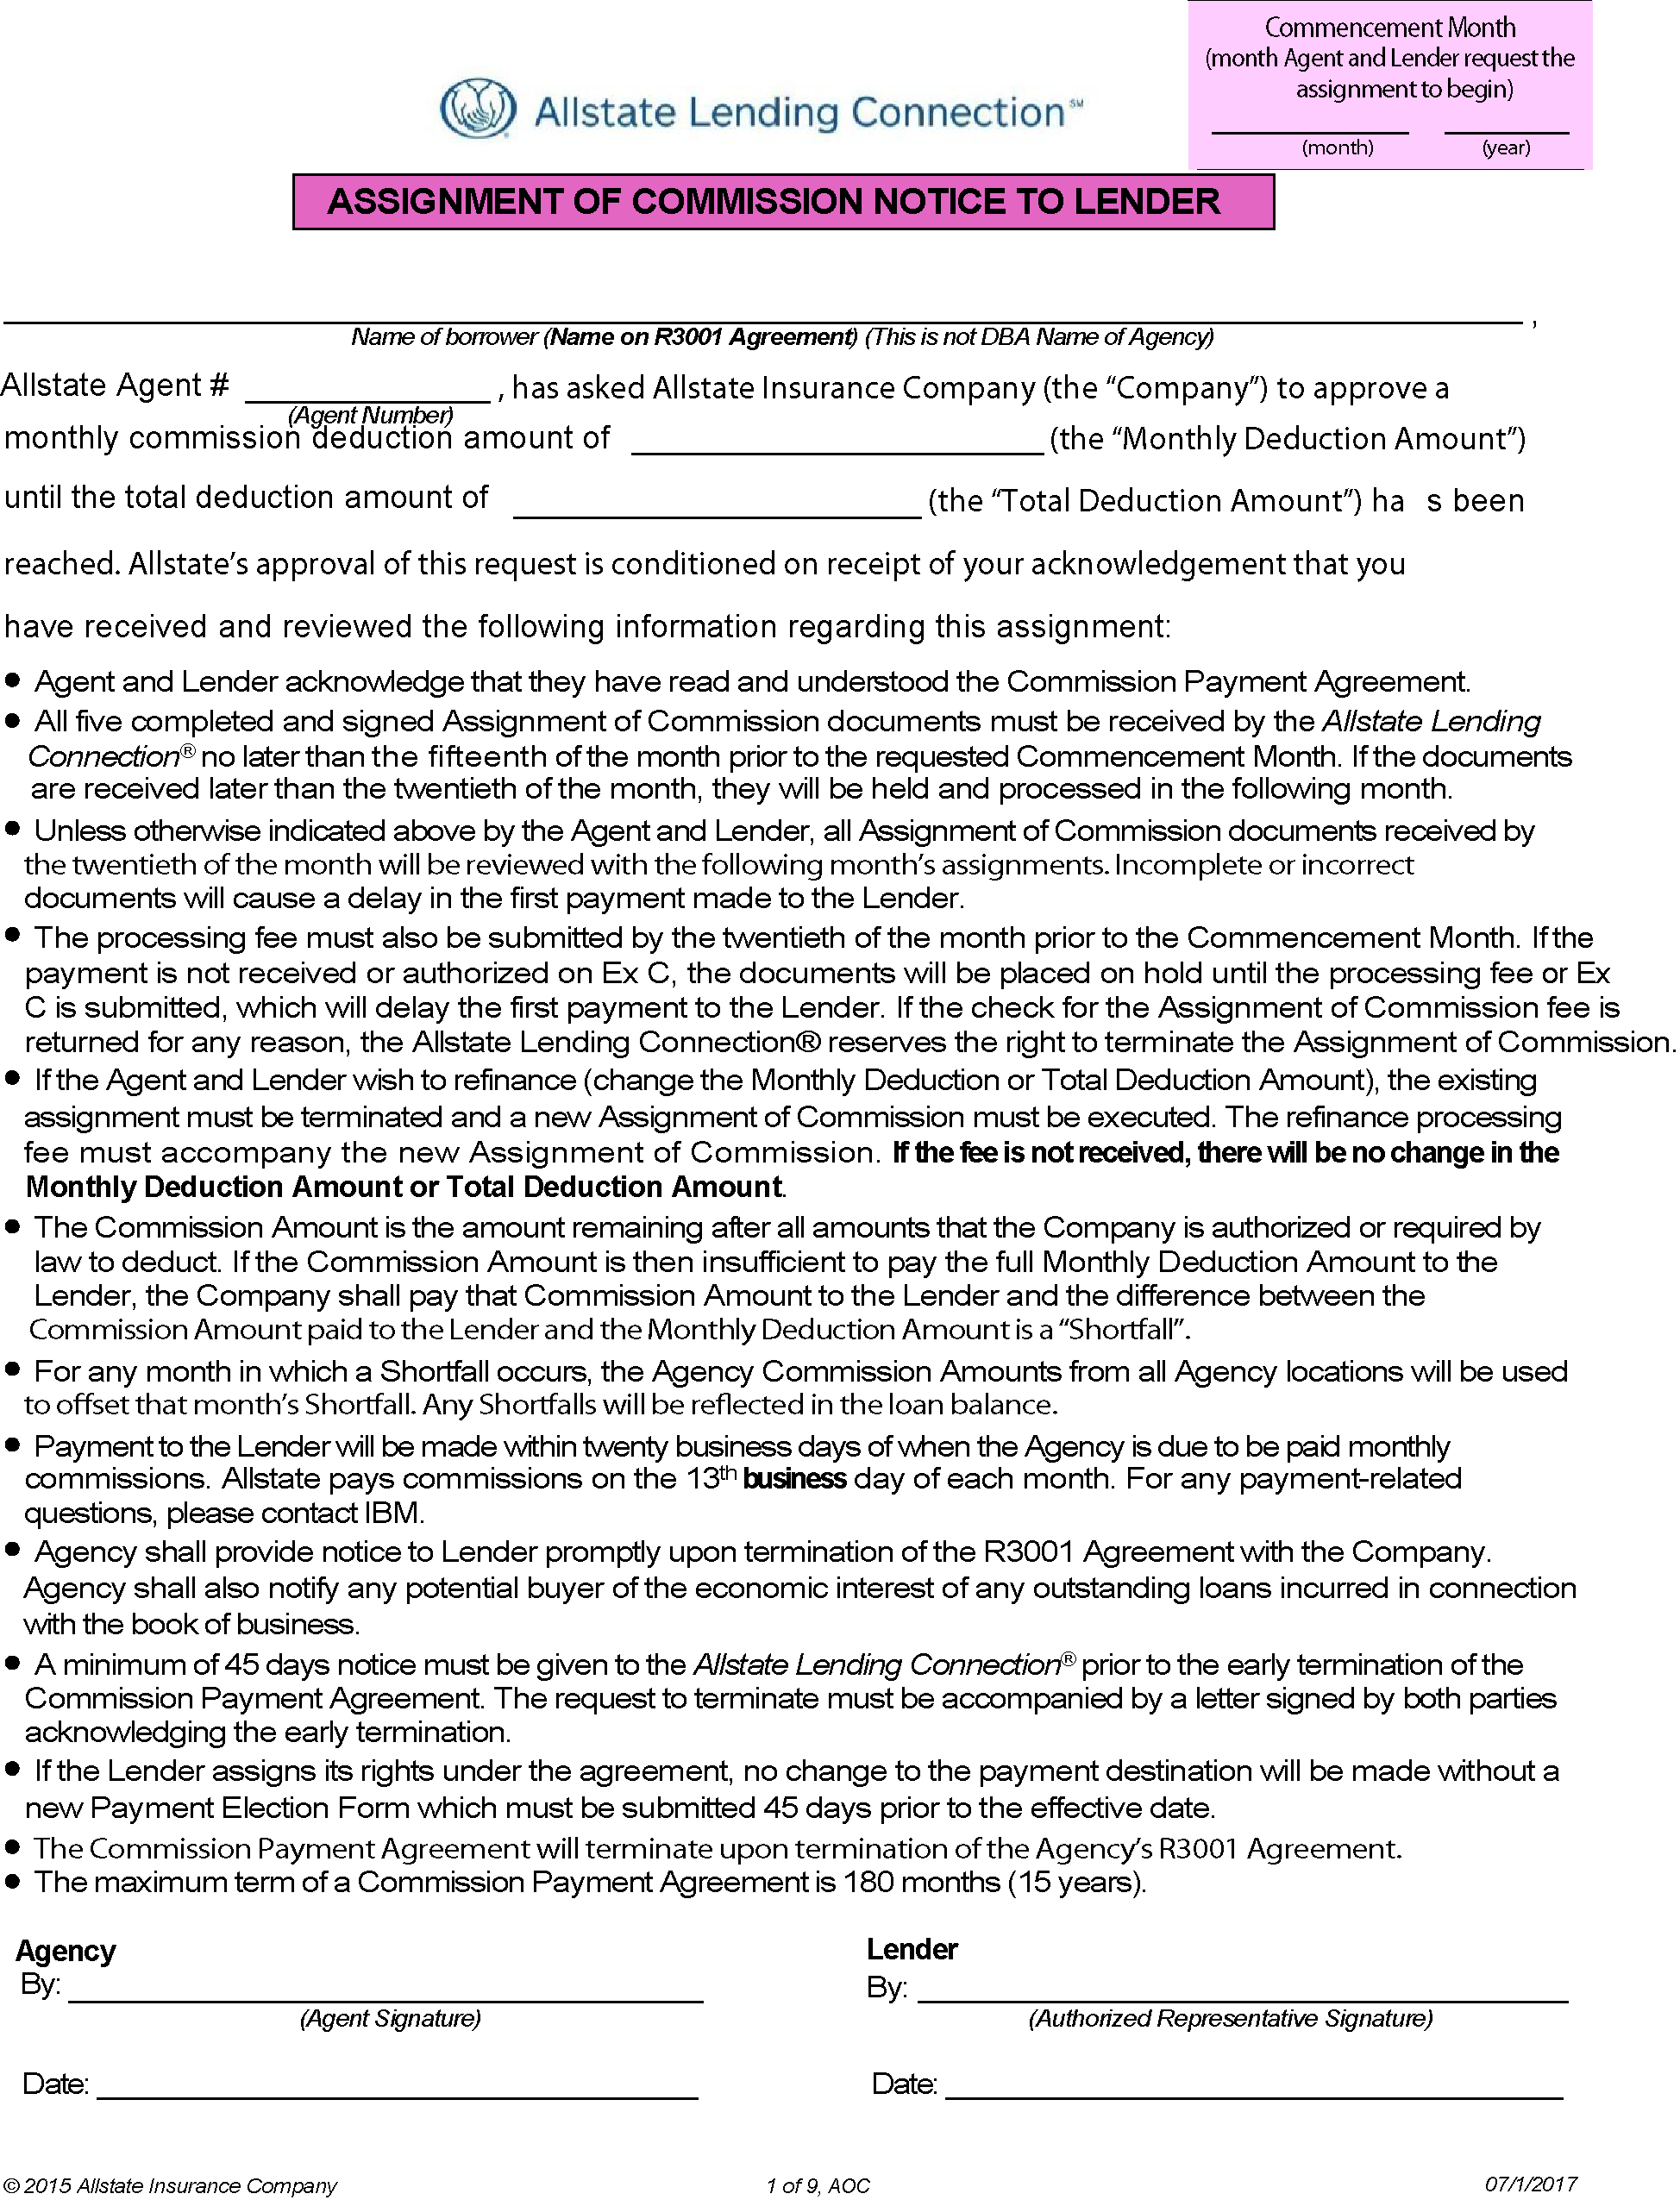 Commencement Month
(month Agent and Lender request the
assignment to begin)
(month) (year)
Allstate Lending Connection℠
ASSIGNMENT OF COMMISSION NOTICE TO LENDER
,
Name of borrower (Name on R3001 Agreement) (This is not DBA Name of Agency)
Allstate Agent # , has asked Allstate Insurance Company (the “Company”) to approve a
(Agent Number)
monthly commission deduction amount of (the “Monthly Deduction Amount”)
until the total deduction amount of (the “Total Deduction Amount”) ha s been
reached. Allstate’s approval of this request is conditioned on receipt of your acknowledgement that you
have received and reviewed the following information regarding this assignment:
● Agent and Lender acknowledge that they have read and understood the Commission Payment Agreement.
● All five completed and signed Assignment of Commission documents must be received by the Allstate Lending
Connection® no later than the fifteenth of the month prior to the requested Commencement Month. If the documents
are received later than the twentieth of the month, they will be held and processed in the following month.
● Unless otherwise indicated above by the Agent and Lender, all Assignment of Commission documents received by
the twentieth of the month will be reviewed with the following month’s assignments. Incomplete or incorrect
documents will cause a delay in the first payment made to the Lender.
● The processing fee must also be submitted by the twentieth of the month prior to the Commencement Month. If the
payment is not received or authorized on Ex C, the documents will be placed on hold until the processing fee or Ex
C is submitted, which will delay the first payment to the Lender. If the check for the Assignment of Commission fee is
returned for any reason, the Allstate Lending Connection® reserves the right to terminate the Assignment of Commission.
● If the Agent and Lender wish to refinance (change the Monthly Deduction or Total Deduction Amount), the existing
assignment must be terminated and a new Assignment of Commission must be executed. The refinance processing
fee must accompany the new Assignment of Commission. If the fee is not received, there will be no change in the
Monthly Deduction Amount or Total Deduction Amount.
● The Commission Amount is the amount remaining after all amounts that the Company is authorized or required by
law to deduct. If the Commission Amount is then insufficient to pay the full Monthly Deduction Amount to the
Lender, the Company shall pay that Commission Amount to the Lender and the difference between the
Commission Amount paid to the Lender and the Monthly Deduction Amount is a “Shortfall”.
● For any month in which a Shortfall occurs, the Agency Commission Amounts from all Agency locations will be used
to offset that month’s Shortfall. Any Shortfalls will be reflected in the loan balance.
● Payment to the Lender will be made within twenty business days of when the Agency is due to be paid monthly
commissions. Allstate pays commissions on the 13th business day of each month. For any payment-related
questions, please contact IBM.
● Agency shall provide notice to Lender promptly upon termination of the R3001 Agreement with the Company.
Agency shall also notify any potential buyer of the economic interest of any outstanding loans incurred in connection
with the book of business.
● A minimum of 45 days notice must be given to the Allstate Lending Connection® prior to the early termination of the
Commission Payment Agreement. The request to terminate must be accompanied by a letter signed by both parties
acknowledging the early termination.
● If the Lender assigns its rights under the agreement, no change to the payment destination will be made without a
new Payment Election Form which must be submitted 45 days prior to the effective date.
● The Commission Payment Agreement will terminate upon termination of the Agency’s R3001 Agreement.
● The maximum term of a Commission Payment Agreement is 180 months (15 years).
Agency Lender
By: By:
(Agent Signature) (Authorized Representative Signature)
Date: Date:
© 2015 Allstate Insurance Company 1 of 9, AOC 07/1/2017